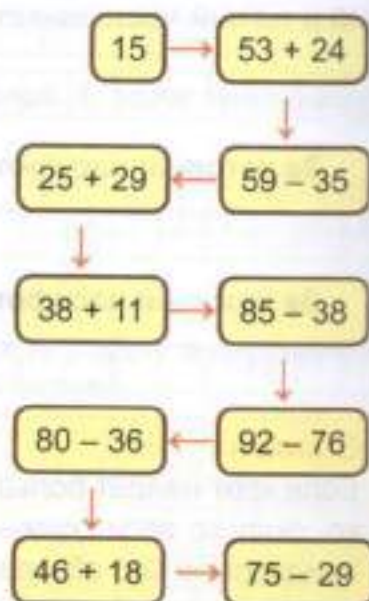 15 53 + 24
25 + 29 59 – 35
38 + 11 85 – 38
80 – 36 92 – 76
46 + 18 75 – 29